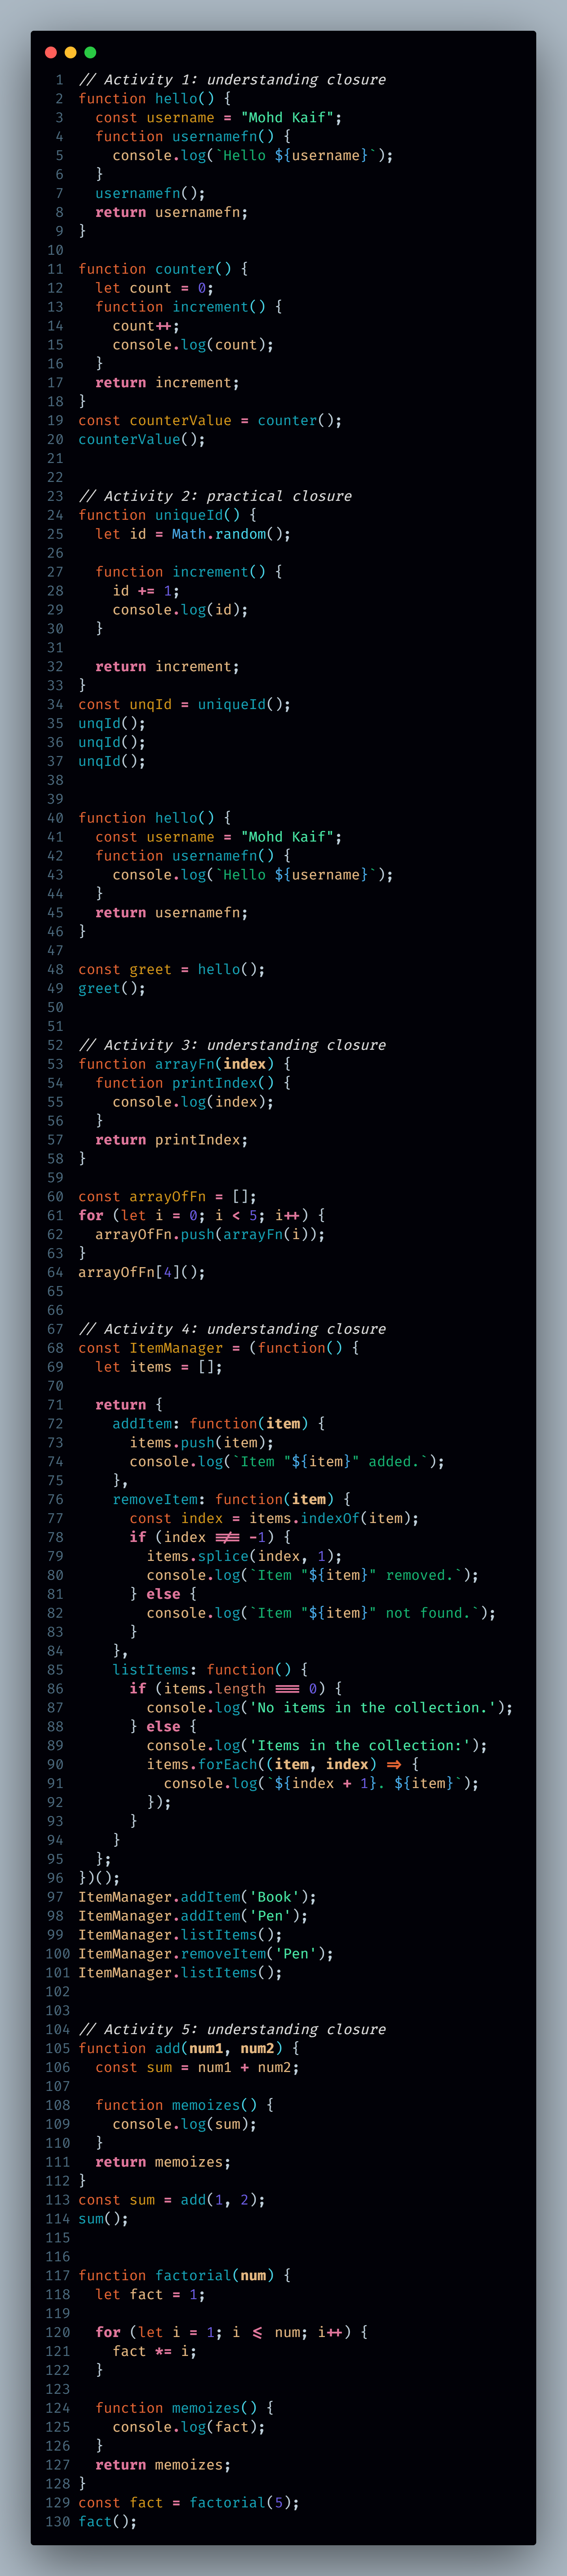 1 // Activity 1: understanding closure
2 function hello() {
3   const username = "Mohd Kaif";
4   function usernamefn() {
5     console.log(`Hello ${username}`);
6   }
7   usernamefn();
8   return usernamefn;
9 }
10
11 function counter() {
12   let count = 0;
13   function increment() {
14     count++;
15     console.log(count);
16   }
17   return increment;
18 }
19 const counterValue = counter();
20 counterValue();
21
22
23 // Activity 2: practical closure
24 function uniqueId() {
25   let id = Math.random();
26
27   function increment() {
28     id += 1;
29     console.log(id);
30   }
31
32   return increment;
33 }
34 const unqId = uniqueId();
35 unqId();
36 unqId();
37 unqId();
38
39
40 function hello() {
41   const username = "Mohd Kaif";
42   function usernamefn() {
43     console.log(`Hello ${username}`);
44   }
45   return usernamefn;
46 }
47
48 const greet = hello();
49 greet();
50
51
52 // Activity 3: understanding closure
53 function arrayFn(index) {
54   function printIndex() {
55     console.log(index);
56   }
57   return printIndex;
58 }
59
60 const arrayOfFn = [];
61 for (let i = 0; i < 5; i++) {
62   arrayOfFn.push(arrayFn(i));
63 }
64 arrayOfFn[4]();
65
66
67 // Activity 4: understanding closure
68 const ItemManager = (function() {
69   let items = [];
70
71   return {
72     addItem: function(item) {
73       items.push(item);
74       console.log(`Item "${item}" added.`);
75     },
76     removeItem: function(item) {
77       const index = items.indexOf(item);
78       if (index !== -1) {
79         items.splice(index, 1);
80         console.log(`Item "${item}" removed.`);
81       } else {
82         console.log(`Item "${item}" not found.`);
83       }
84     },
85     listItems: function() {
86       if (items.length === 0) {
87         console.log('No items in the collection.');
88       } else {
89         console.log('Items in the collection:');
90         items.forEach((item, index) => {
91           console.log(`${index + 1}. ${item}`);
92         });
93       }
94     }
95   };
96 })();
97 ItemManager.addItem('Book');
98 ItemManager.addItem('Pen');
99 ItemManager.listItems();
100 ItemManager.removeItem('Pen');
101 ItemManager.listItems();
102
103
104 // Activity 5: understanding closure
105 function add(num1, num2) {
106   const sum = num1 + num2;
107
108   function memoizes() {
109     console.log(sum);
110   }
111   return memoizes;
112 }
113 const sum = add(1, 2);
114 sum();
115
116
117 function factorial(num) {
118   let fact = 1;
119
120   for (let i = 1; i <= num; i++) {
121     fact *= i;
122   }
123
124   function memoizes() {
125     console.log(fact);
126   }
127   return memoizes;
128 }
129 const fact = factorial(5);
130 fact();